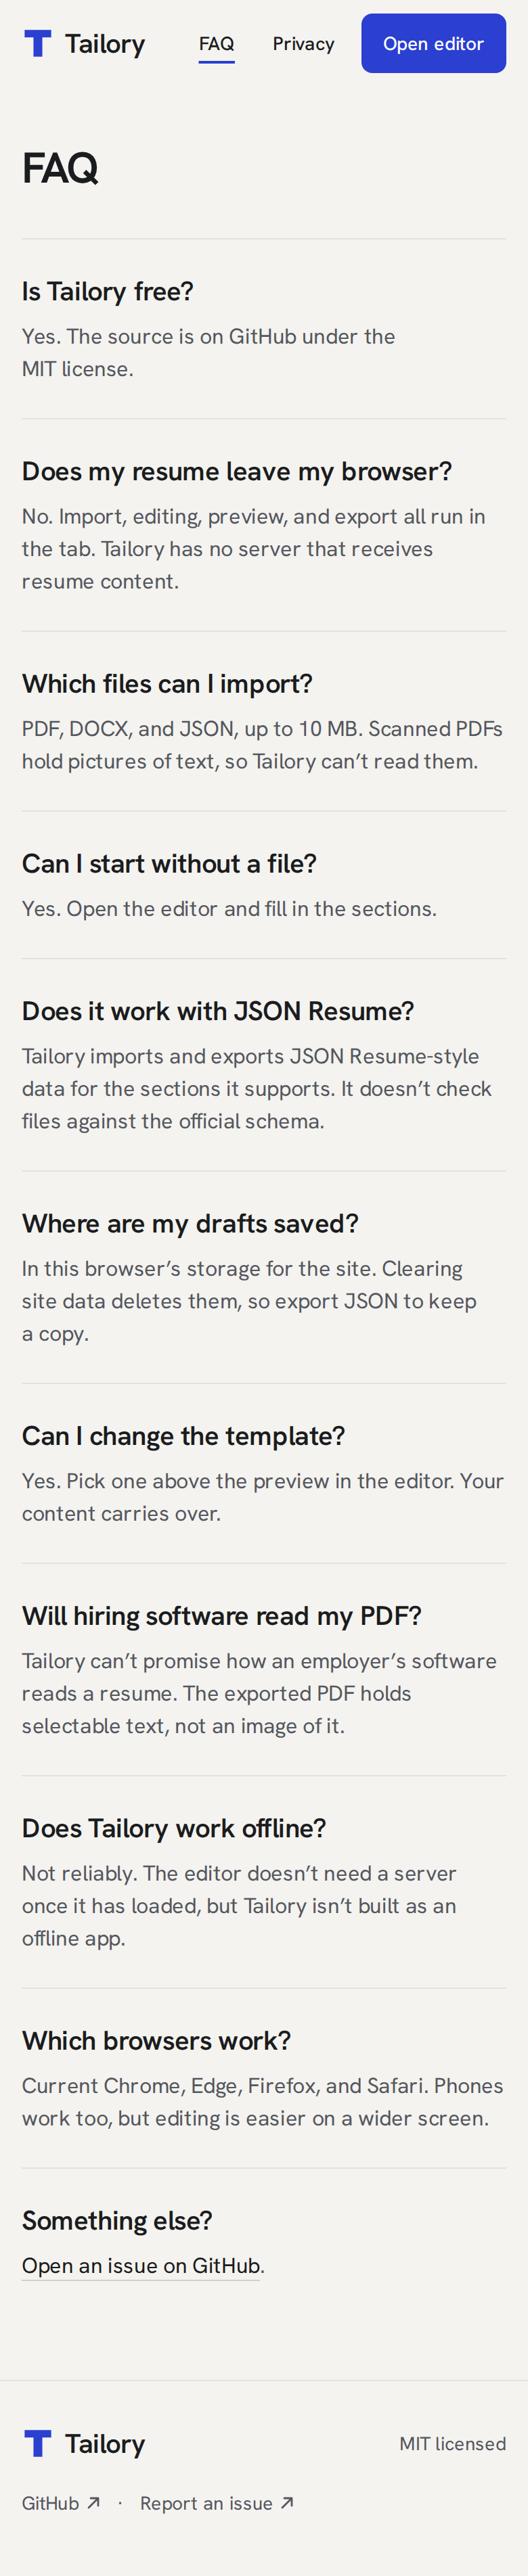 Tailory
FAQ
Privacy
Open editor
FAQ
Is Tailory free?
Yes. The source is on GitHub under the
MIT license.
Does my resume leave my browser?
No. Import, editing, preview, and export all run in
the tab. Tailory has no server that receives
resume content.
Which files can I import?
PDF, DOCX, and JSON, up to 10 MB. Scanned PDFs
hold pictures of text, so Tailory can’t read them.
Can I start without a file?
Yes. Open the editor and fill in the sections.
Does it work with JSON Resume?
Tailory imports and exports JSON Resume-style
data for the sections it supports. It doesn’t check
files against the official schema.
Where are my drafts saved?
In this browser’s storage for the site. Clearing
site data deletes them, so export JSON to keep
a copy.
Can I change the template?
Yes. Pick one above the preview in the editor. Your
content carries over.
Will hiring software read my PDF?
Tailory can’t promise how an employer’s software
reads a resume. The exported PDF holds
selectable text, not an image of it.
Does Tailory work offline?
Not reliably. The editor doesn’t need a server
once it has loaded, but Tailory isn’t built as an
offline app.
Which browsers work?
Current Chrome, Edge, Firefox, and Safari. Phones
work too, but editing is easier on a wider screen.
Something else?
Open an issue on GitHub.
Tailory
MIT licensed
GitHub ↗ · Report an issue ↗